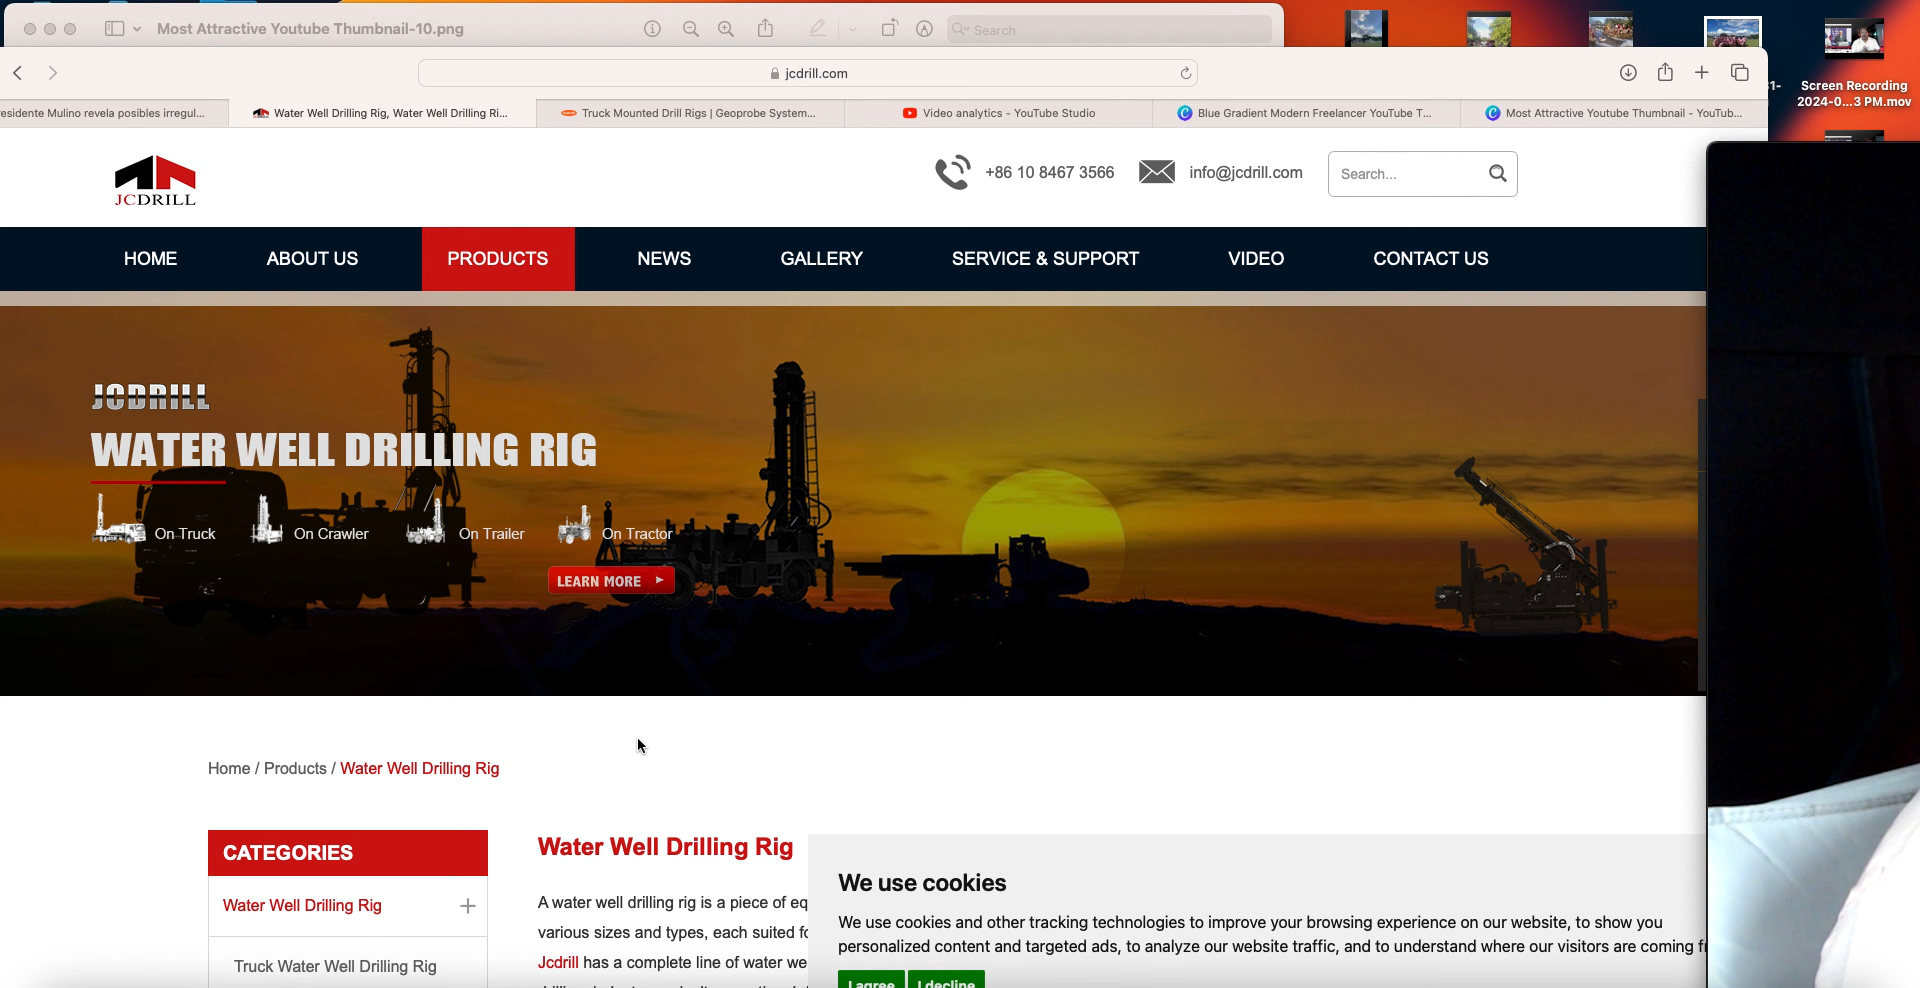 Most Attractive Youtube Thumbnail-10.png
Search
jcdrill.com
Screen Recording
2024-0...3 PM.mov
esidente Mulino revela posibles irregul...
Water Well Drilling Rig, Water Well Drilling Ri...
Truck Mounted Drill Rigs | Geoprobe System...
Video analytics - YouTube Studio
Blue Gradient Modern Freelancer YouTube T...
Most Attractive Youtube Thumbnail - YouTub...
JCDRILL
+86 10 8467 3566
info@jcdrill.com
Search...
HOME
ABOUT US
PRODUCTS
NEWS
GALLERY
SERVICE & SUPPORT
VIDEO
CONTACT US
JCDRILL
WATER WELL DRILLING RIG
On Truck
On Crawler
On Trailer
On Tractor
LEARN MORE
Home / Products / Water Well Drilling Rig
CATEGORIES
Water Well Drilling Rig
Truck Water Well Drilling Rig
Water Well Drilling Rig
A water well drilling rig is a piece of eq
various sizes and types, each suited fo
Jcdrill has a complete line of water we
We use cookies
We use cookies and other tracking technologies to improve your browsing experience on our website, to show you
personalized content and targeted ads, to analyze our website traffic, and to understand where our visitors are coming f
I agree
I decline